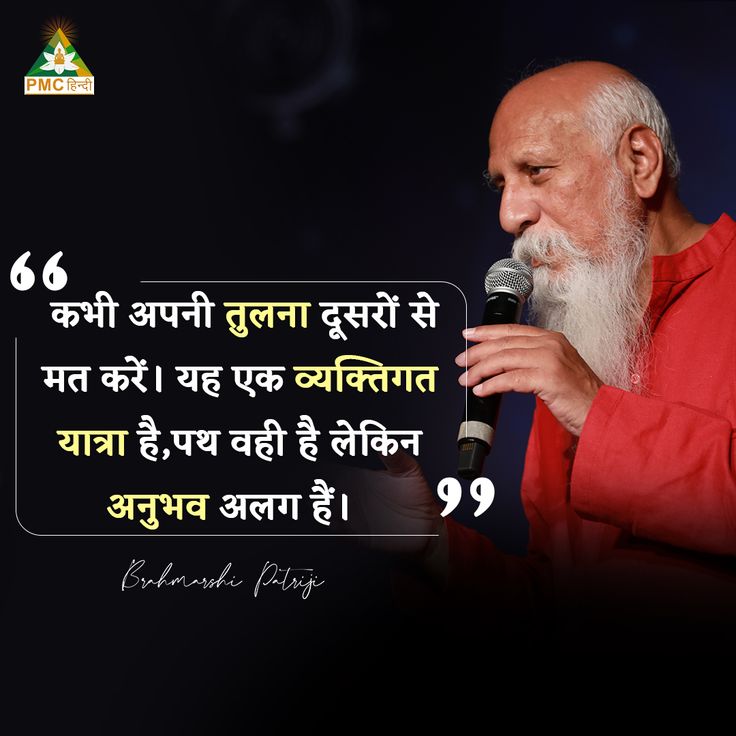 PMC हिन्दी
“
कभी अपनी तुलना दूसरों से
मत करें। यह एक व्यक्तिगत
यात्रा है,पथ वही है लेकिन
अनुभव अलग हैं।
”
Brahmarshi Patriji